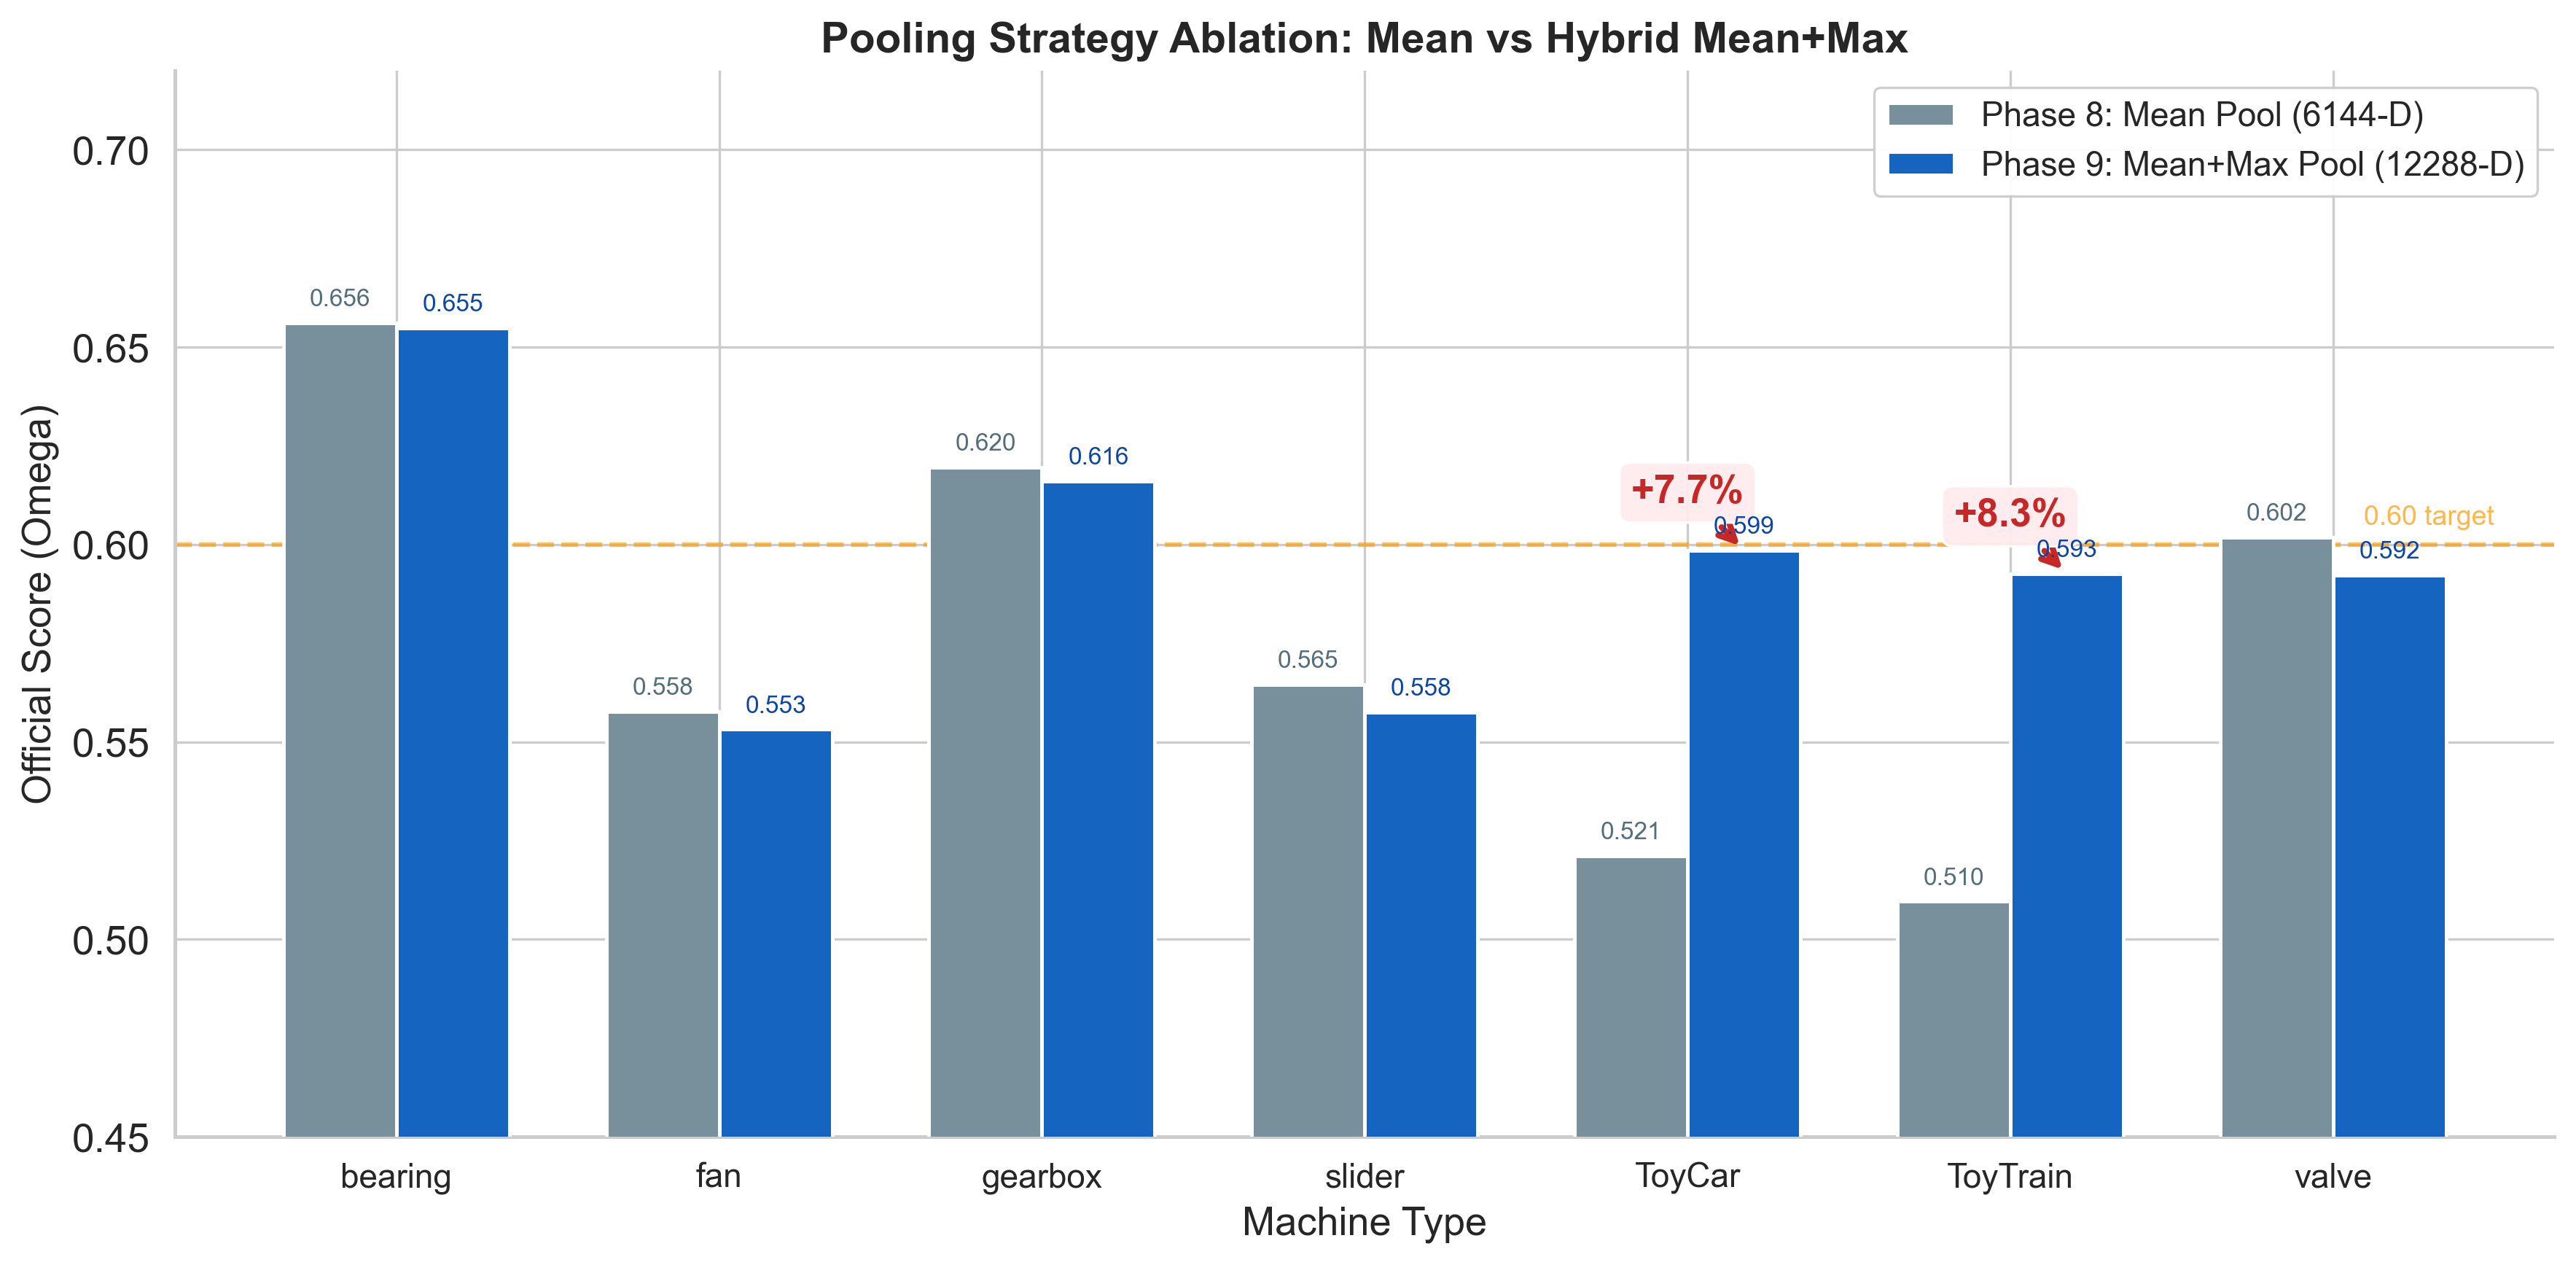 Pooling Strategy Ablation: Mean vs Hybrid Mean+Max
Phase 8: Mean Pool (6144-D)
Phase 9: Mean+Max Pool (12288-D)
Official Score (Omega)
0.70
0.65
0.60
0.55
0.50
0.45
0.656
0.655
0.558
0.553
0.620
0.616
0.565
0.558
0.521
+7.7%
0.599
0.510
+8.3%
0.593
0.602
0.60 target
0.592
bearing
fan
gearbox
slider
ToyCar
ToyTrain
valve
Machine Type